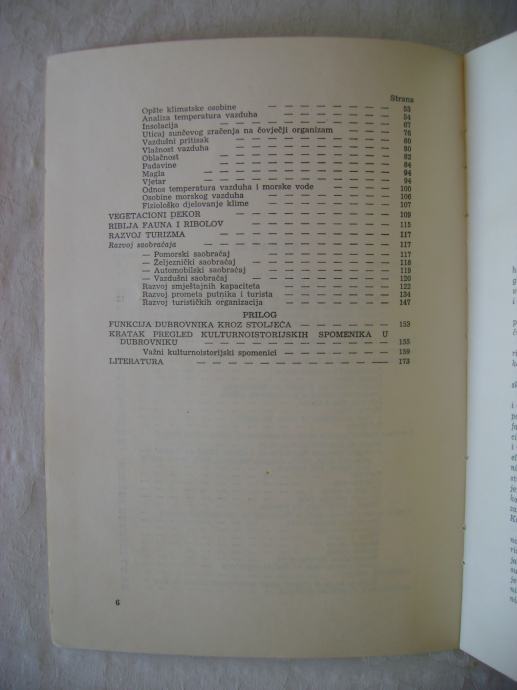 Strana
Opšte klimatske osobine — — — — — — — — 53
Analiza temperatura vazduha — — — — — — — 54
Insolacija — — — — — — — — — — — 67
Uticaj sunčevog zračenja na čovječji organizam — — — — 76
Vazdušni pritisak — — — — — — — — — — 80
Vlažnost vazduha — — — — — — — — — — 80
Oblačnost — — — — — — — — — — — 82
Padavine — — — — — — — — — — — 84
Magla — — — — — — — — — — — — 94
Vjetar — — — — — — — — — — — — 94
Odnos temperatura vazduha i morske vode — — — — — 100
Osobine morskog vazduha — — — — — — — — 106
Fiziološko djelovanje klime — — — — — — — — 107
VEGETACIONI DEKOR — — — — — — — — — 109
RIBLJA FAUNA I RIBOLOV — — — — — — — — 115
RAZVOJ TURIZMA — — — — — — — — — — 117
Razvoj saobraćaja — — — — — — — — — — 117
— Pomorski saobraćaj — — — — — — — — 117
— Željeznički saobraćaj — — — — — — — — 118
— Automobilski saobraćaj — — — — — — — 119
— Vazdušni saobraćaj — — — — — — — — 120
Razvoj smještajnih kapaciteta — — — — — — — 122
Razvoj prometa putnika i turista — — — — — — 134
Razvoj turističkih organizacija — — — — — — — 147
PRILOG
FUNKCIJA DUBROVNIKA KROZ STOLJEĆA — — — — — 153
KRATAK PREGLED KULTURNOISTORIJSKIH SPOMENIKA U
DUBROVNIKU — — — — — — — — — — — 155
Važni kulturnoistorijski spomenici — — — — — — 159
LITERATURA — — — — — — — — — — — — 173
6